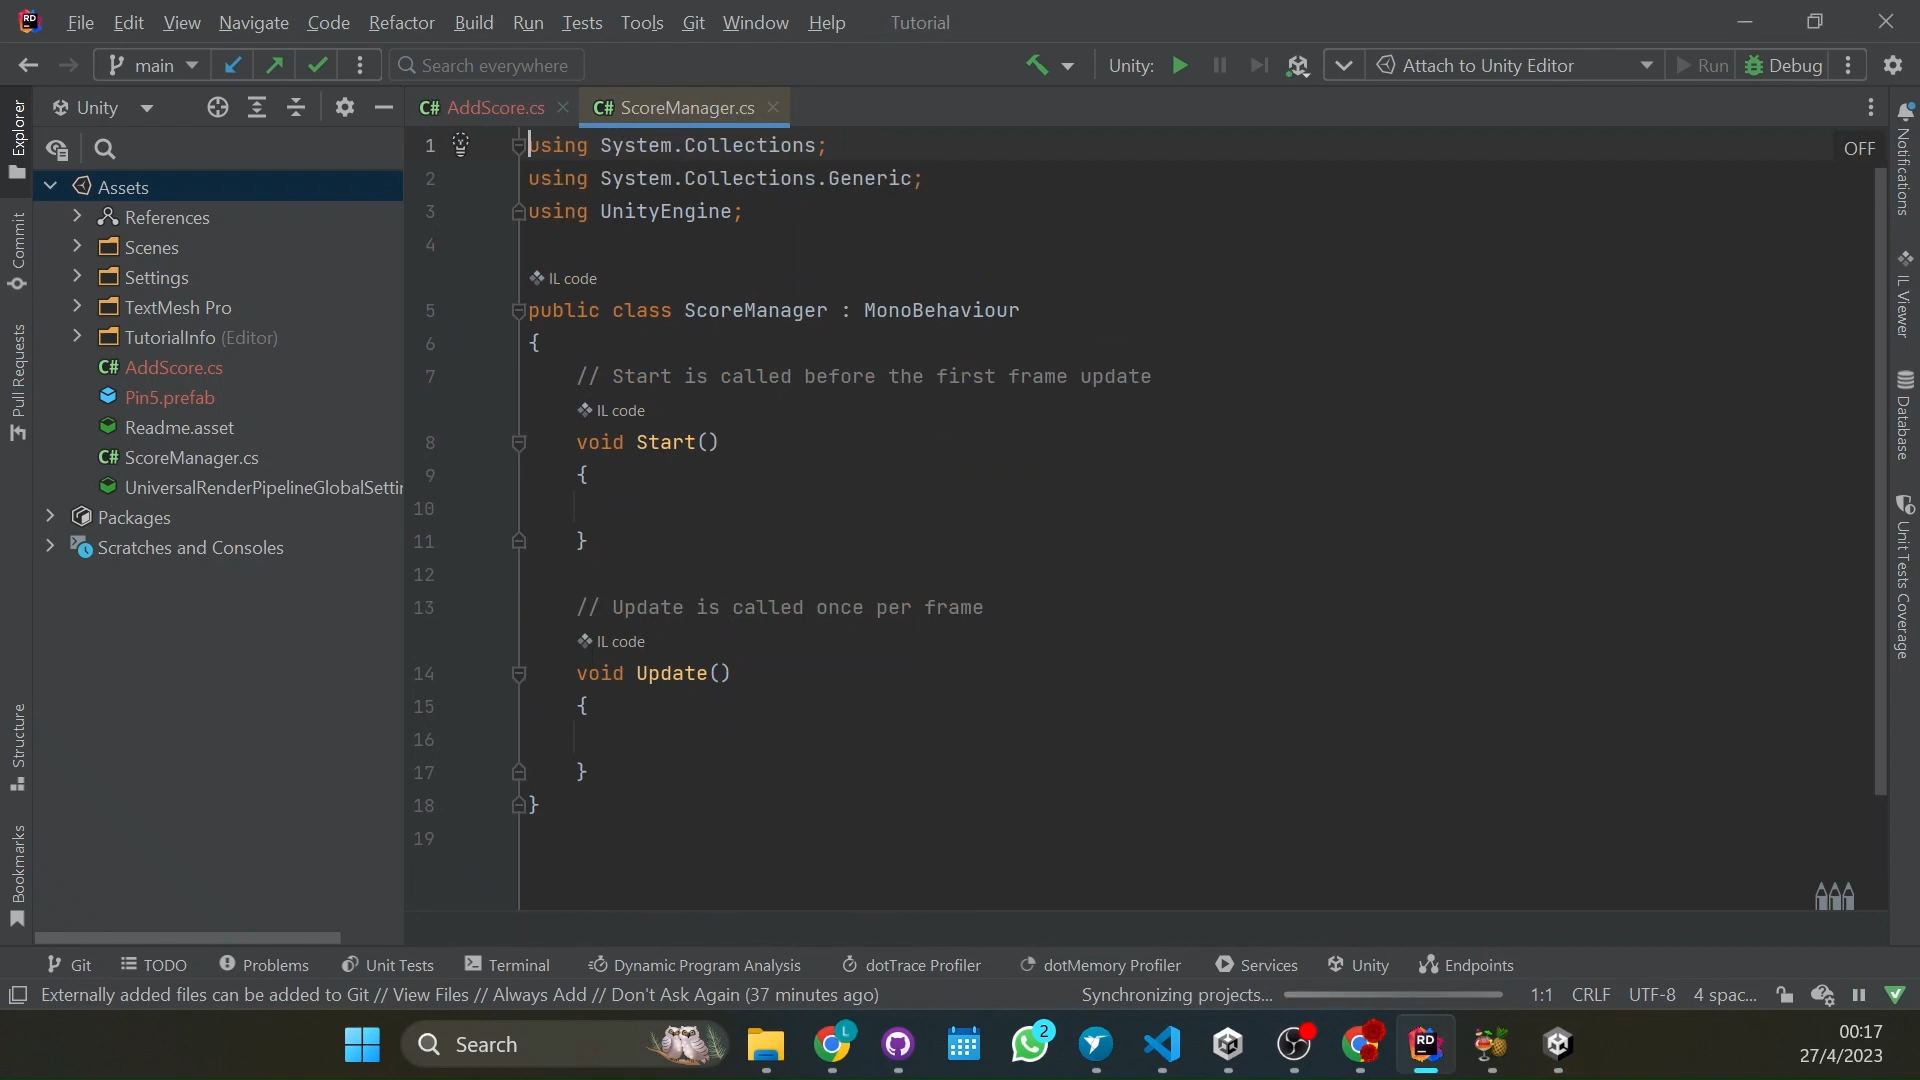 RD File Edit View Navigate Code Refactor Build Run Tests Tools Git Window Help Tutorial
main Search everywhere Unity: Attach to Unity Editor Run Debug
Explorer
Commit
Pull Requests
Structure
Bookmarks
Unity
Assets
References
Scenes
Settings
TextMesh Pro
TutorialInfo (Editor)
C# AddScore.cs
Pin5.prefab
Readme.asset
C# ScoreManager.cs
UniversalRenderPipelineGlobalSettin
Packages
Scratches and Consoles
C# AddScore.cs C# ScoreManager.cs
OFF
1 using System.Collections;
2 using System.Collections.Generic;
3 using UnityEngine;
4
IL code
5 public class ScoreManager : MonoBehaviour
6 {
7 // Start is called before the first frame update
IL code
8 void Start()
9 {
10
11 }
12
13 // Update is called once per frame
IL code
14 void Update()
15 {
16
17 }
18 }
19
Notifications
IL Viewer
Database
Unit Tests Coverage
Git TODO Problems Unit Tests Terminal Dynamic Program Analysis dotTrace Profiler dotMemory Profiler Services Unity Endpoints
Externally added files can be added to Git // View Files // Always Add // Don't Ask Again (37 minutes ago) Synchronizing projects... 1:1 CRLF UTF-8 4 spac...
Search L 2 RD 00:17
27/4/2023